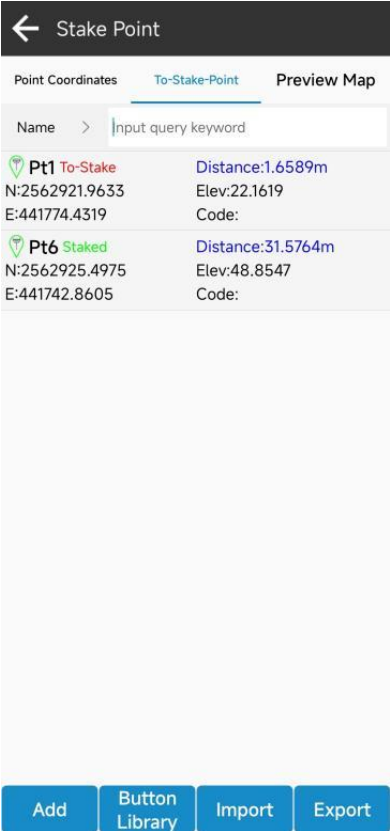 Stake Point
Point Coordinates To-Stake-Point Preview Map
Name > Input query keyword
Pt1 To-Stake Distance:1.6589m
N:2562921.9633 Elev:22.1619
E:441774.4319 Code:
Pt6 Staked Distance:31.5764m
N:2562925.4975 Elev:48.8547
E:441742.8605 Code:
Add Button Library Import Export